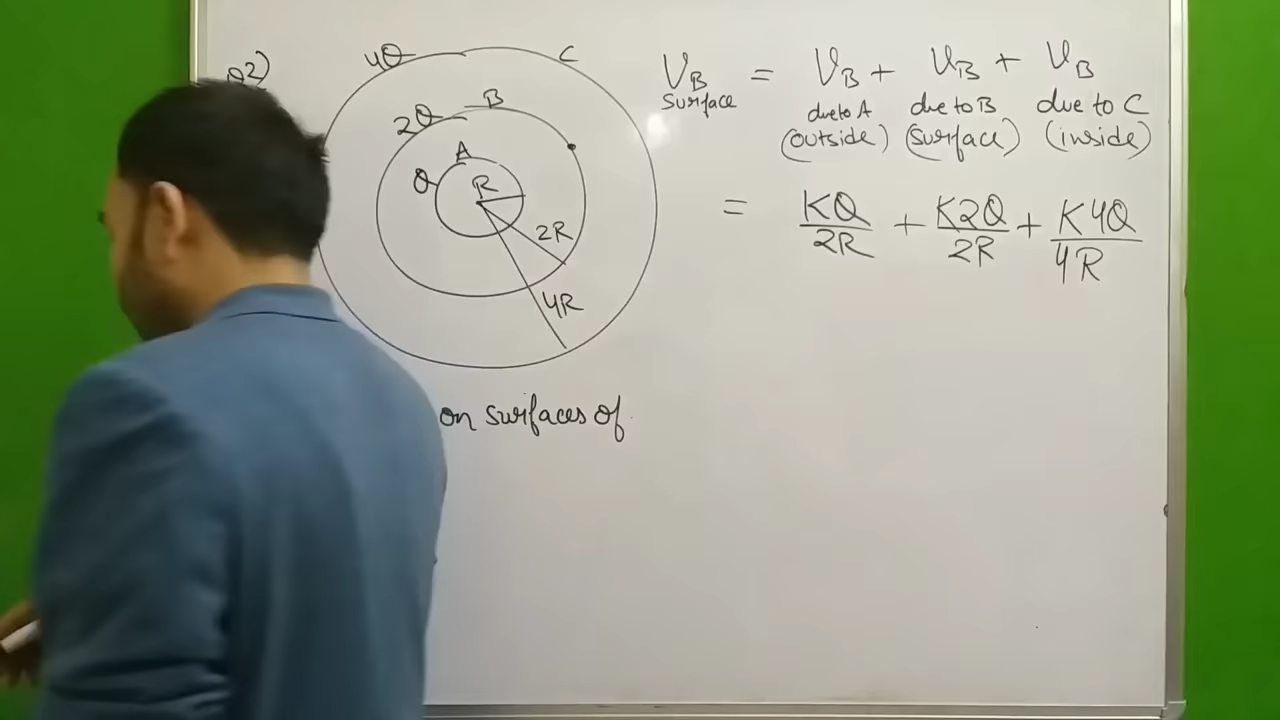 Q2)
4Q C
2Q B
A
Q R
2R
4R
on surfaces of
V_B surface = V_B due to A (outside) + V_B due to B (surface) + V_B due to C (inside)
= KQ/2R + K2Q/2R + K4Q/4R